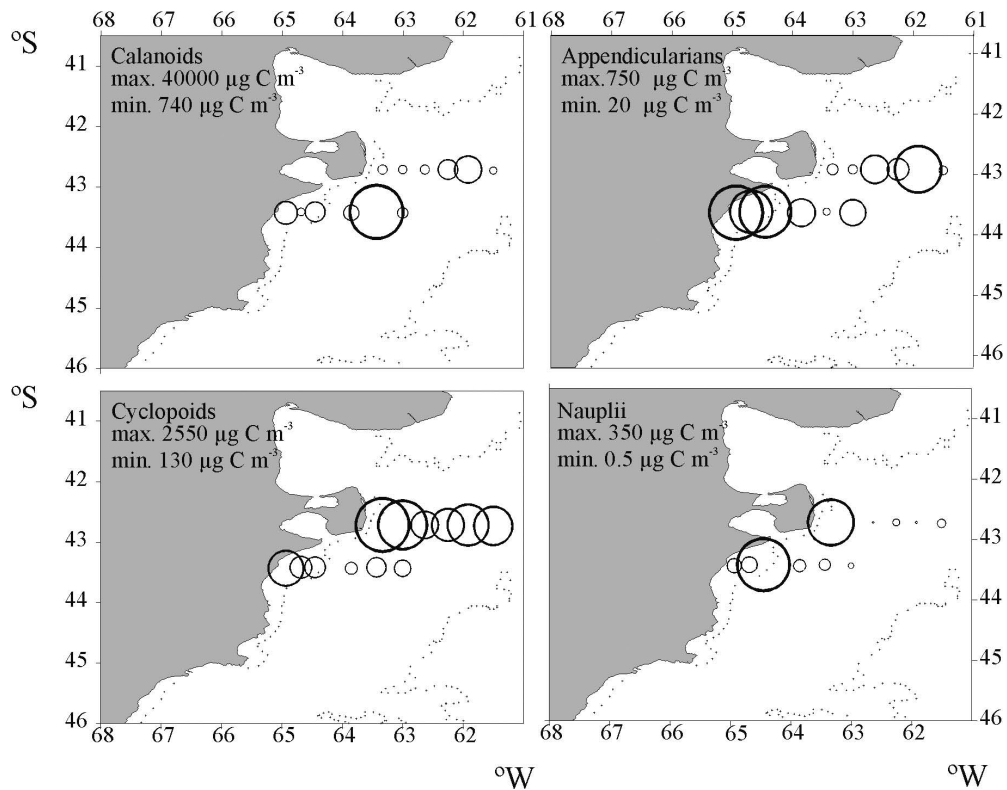 68 67 66 65 64 63 62 61
68 67 66 65 64 63 62 61
ºS
41
42
43
44
45
46
Calanoids
max. 40000 µg C m-3
min. 740 µg C m-3
Appendicularians
max.750 µg C m-3
min. 20 µg C m-3
41
42
43
44
45
46
ºS
41
42
43
44
45
46
Cyclopoids
max. 2550 µg C m-3
min. 130 µg C m-3
Nauplii
max. 350 µg C m-3
min. 0.5 µg C m-3
41
42
43
44
45
46
68 67 66 65 64 63 62
68 67 66 65 64 63 62
ºW
ºW